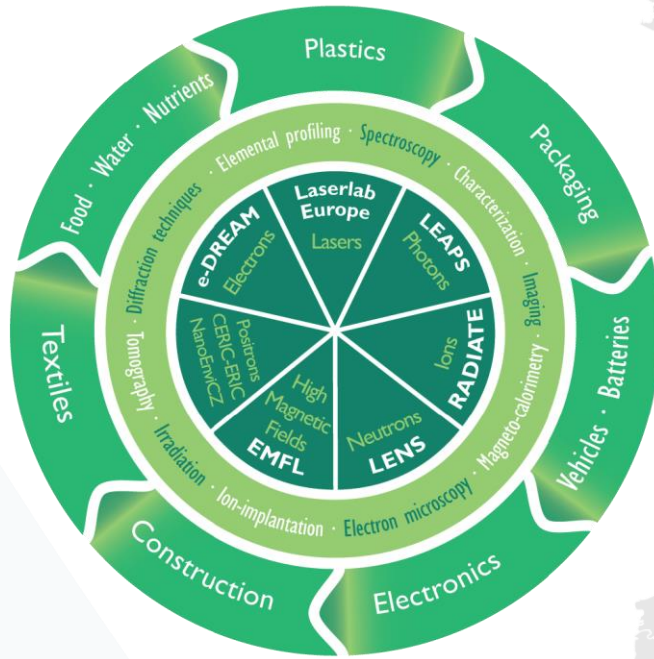 Plastics
Packaging
Vehicles · Batteries
Electronics
Construction
Textiles
Food · Water · Nutrients
Elemental profiling · Spectroscopy · Characterization · Imaging · Magneto-calorimetry · Electron microscopy · Ion-implantation · Irradiation · Tomography · Diffraction techniques ·
Laserlab
Europe
Lasers
LEAPS
Photons
RADIATE
Ions
Neutrons
LENS
High
Magnetic
Fields
EMFL
Positrons
CERIC-ERIC
NanoEnviCZ
e-DREAM
Electrons